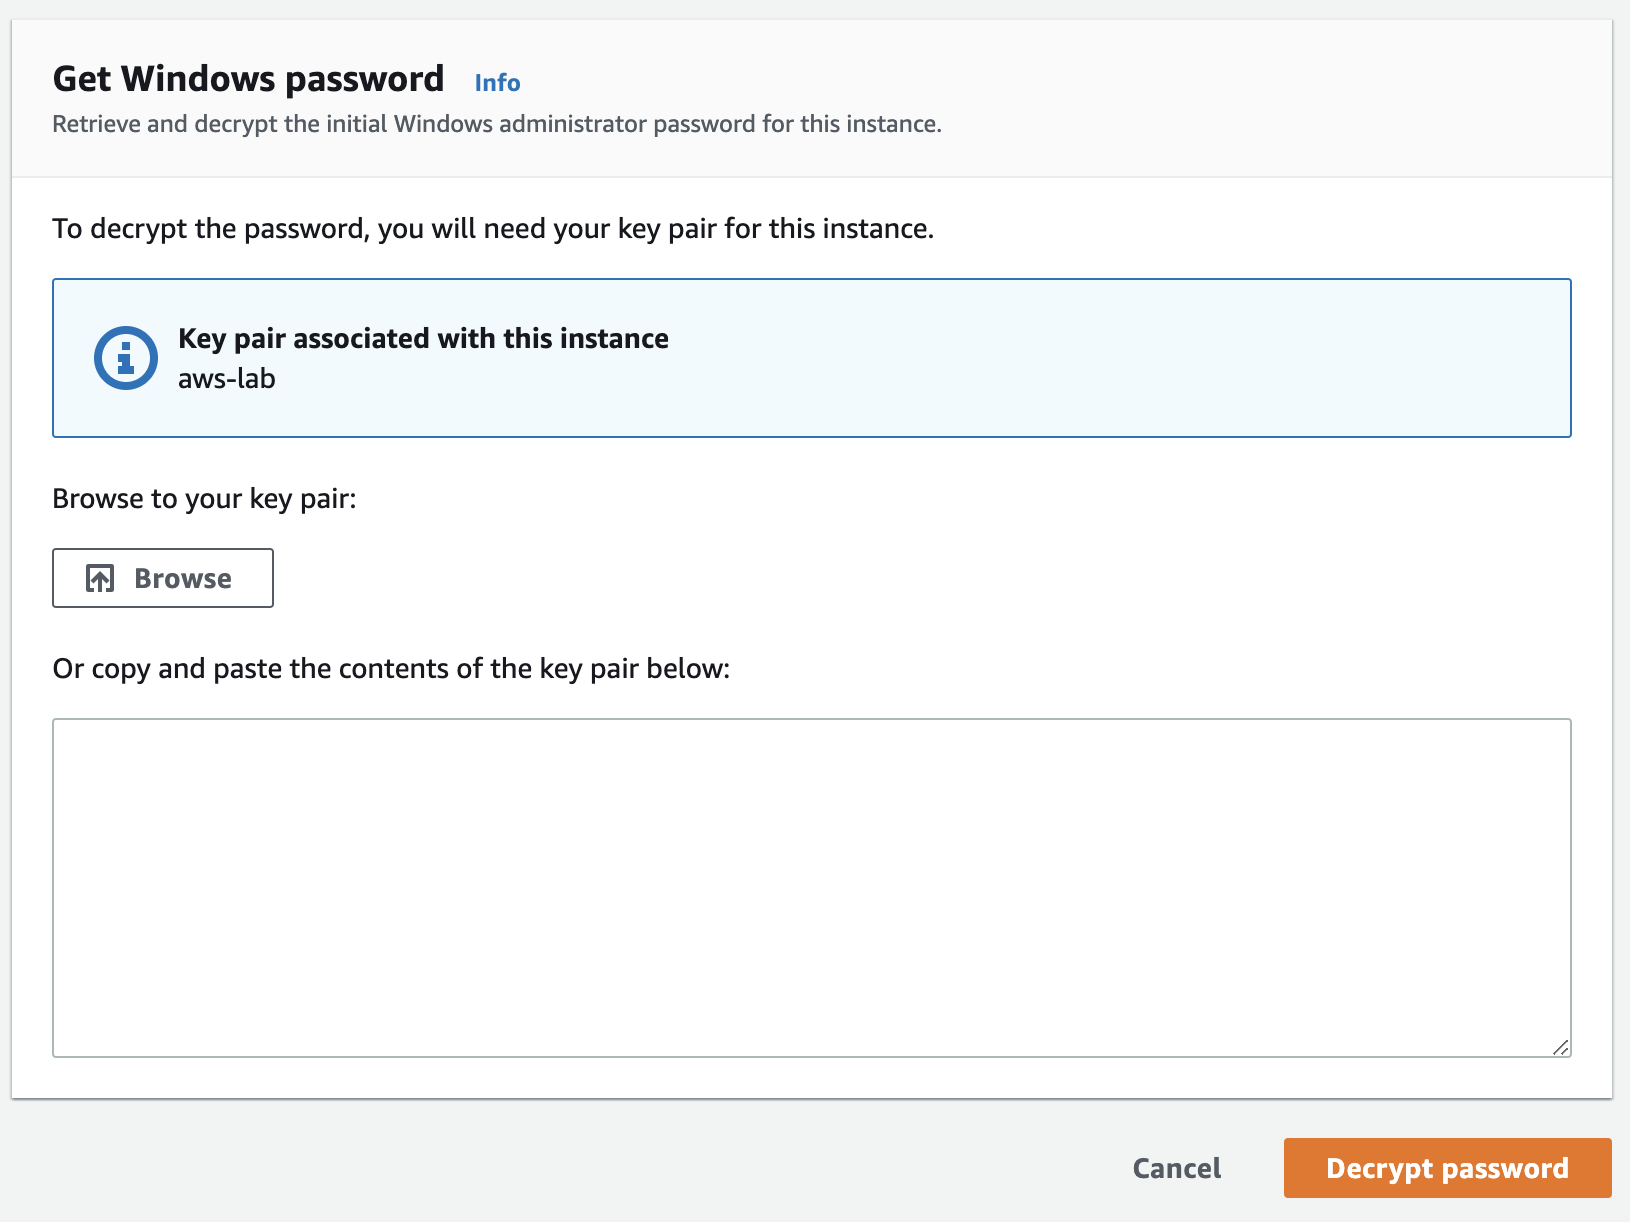 Get Windows password Info
Retrieve and decrypt the initial Windows administrator password for this instance.
To decrypt the password, you will need your key pair for this instance.
Key pair associated with this instance
aws-lab
Browse to your key pair:
Browse
Or copy and paste the contents of the key pair below:
Cancel Decrypt password